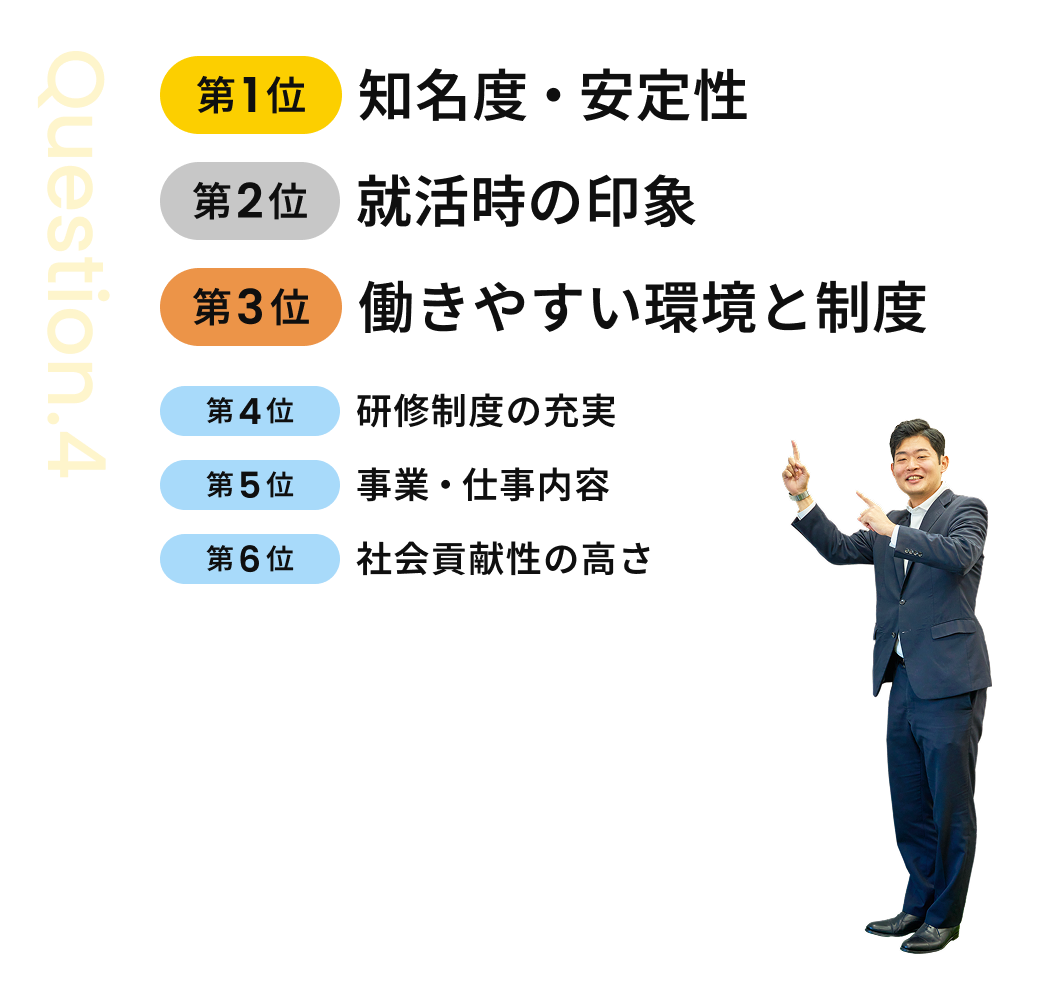 Question.4
第1位 知名度・安定性
第2位 就活時の印象
第3位 働きやすい環境と制度
第4位 研修制度の充実
第5位 事業・仕事内容
第6位 社会貢献性の高さ